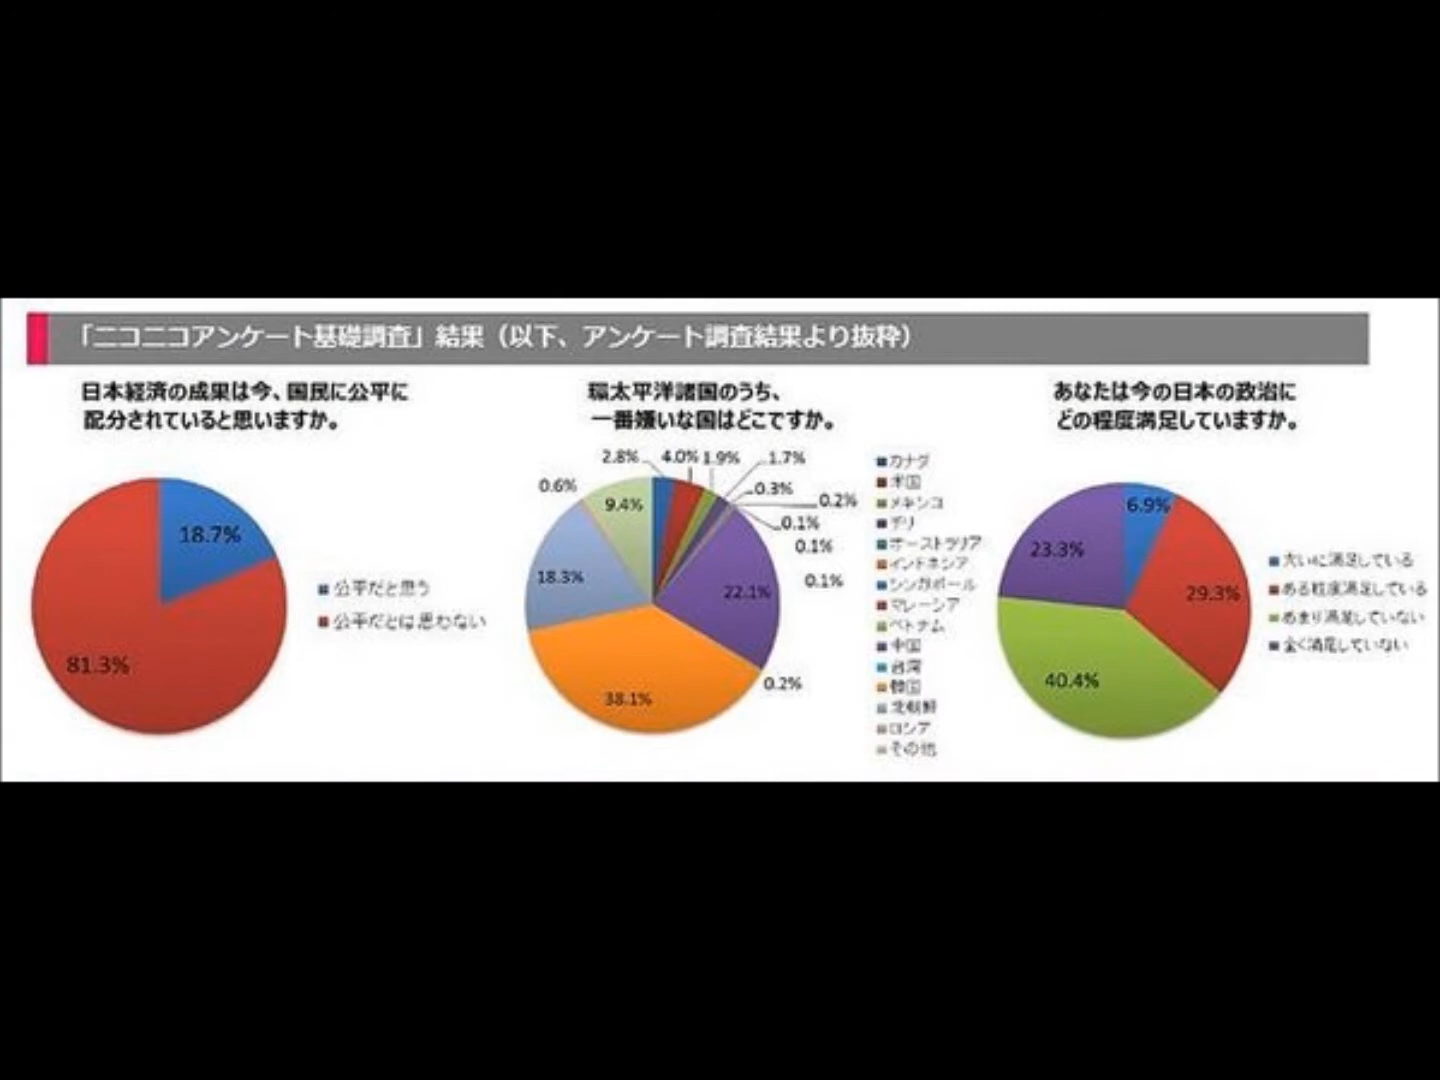 「ニコニコアンケート基礎調査」結果（以下、アンケート調査結果より抜粋）
日本経済の成果は今、国民に公平に
配分されていると思いますか。
18.7%
81.3%
公平だと思う
公平だとは思わない
環太平洋諸国のうち、
一番嫌いな国はどこですか。
2.8%
4.0%
1.9%
1.7%
0.3%
0.2%
0.1%
0.1%
0.1%
22.1%
0.2%
38.1%
18.3%
0.6%
9.4%
カナダ
米国
メキシコ
チリ
オーストラリア
インドネシア
シンガポール
マレーシア
ベトナム
中国
台湾
韓国
北朝鮮
ロシア
その他
あなたは今の日本の政治に
どの程度満足していますか。
6.9%
29.3%
40.4%
23.3%
大いに満足している
ある程度満足している
あまり満足していない
全く満足していない